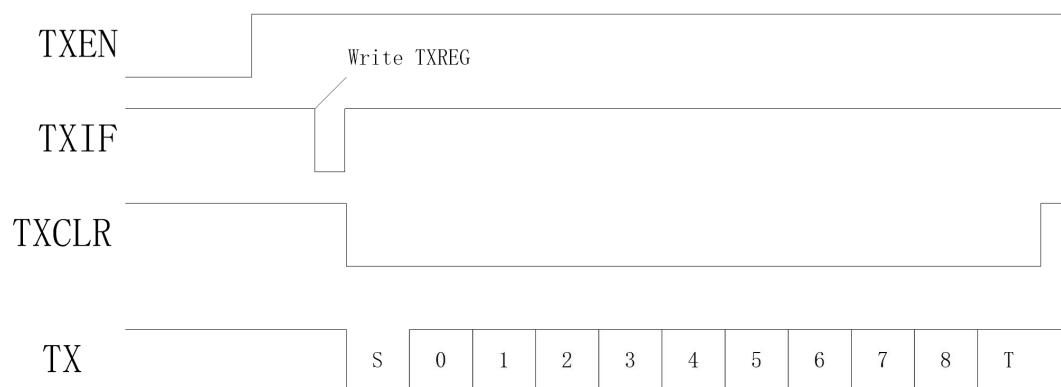 TXEN
Write TXREG
TXIF
TXCLR
TX S 0 1 2 3 4 5 6 7 8 T